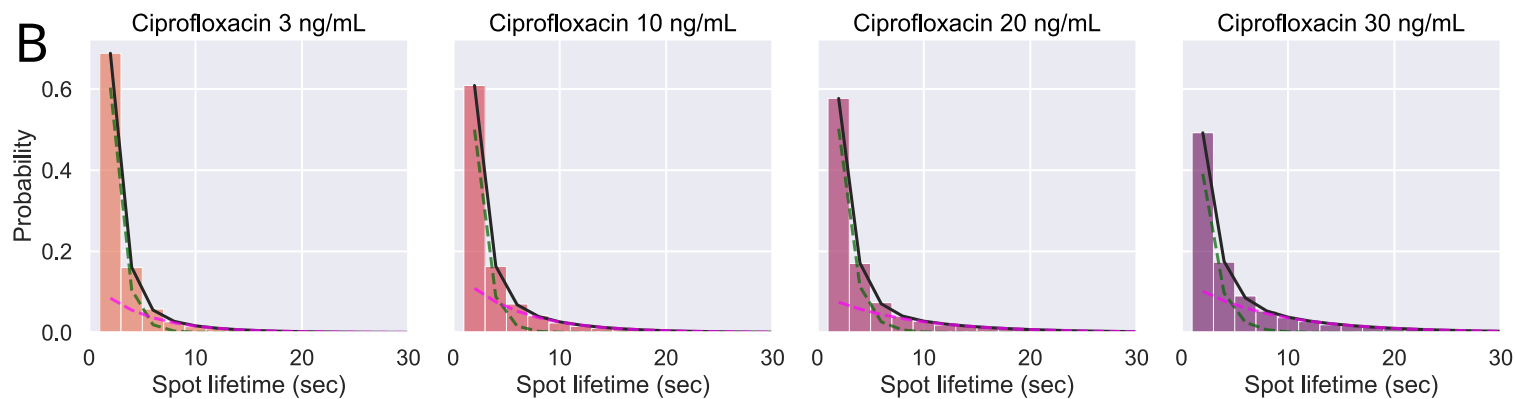 B
Ciprofloxacin 3 ng/mL
Ciprofloxacin 10 ng/mL
Ciprofloxacin 20 ng/mL
Ciprofloxacin 30 ng/mL
Probability
0.6
0.4
0.2
0.0
0 10 20 30
0 10 20 30
0 10 20 30
0 10 20 30
Spot lifetime (sec)
Spot lifetime (sec)
Spot lifetime (sec)
Spot lifetime (sec)